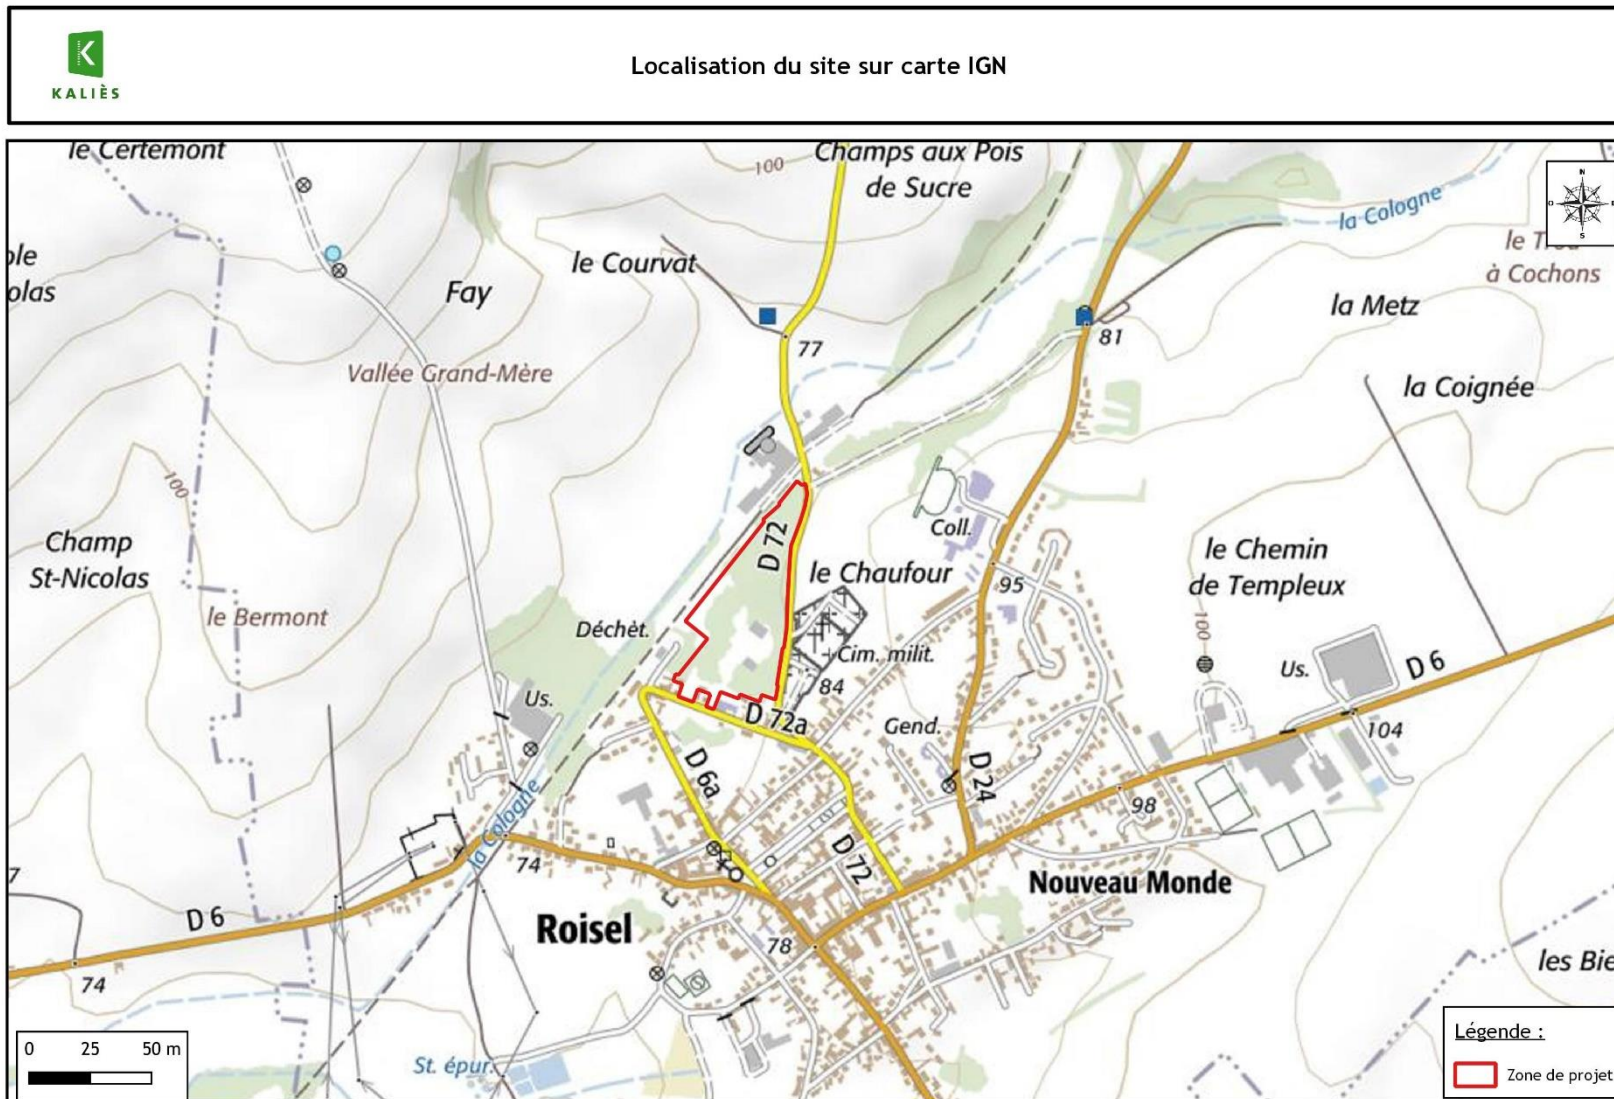 KALIÈS
Localisation du site sur carte IGN
le Certemont
Champs aux Pois
de Sucre
100
N
O
S
la Cologne
olas
Fay
le Courvat
à Cochons
la Metz
81
77
Vallée Grand-Mère
la Coignée
100
Champ
St-Nicolas
D 72
Coll.
le Chaufour
le Chemin
de Templeux
95
le Bermont
Déchèt.
Cim. milit.
100
Us.
D 6
84
Us.
D 72a
Gend.
104
D 6a
D 24
98
la Cologne
74
D 72
7
Nouveau Monde
D 6
Roisel
78
74
les Bie
St. épur.
0 25 50 m
Légende :
Zone de projet